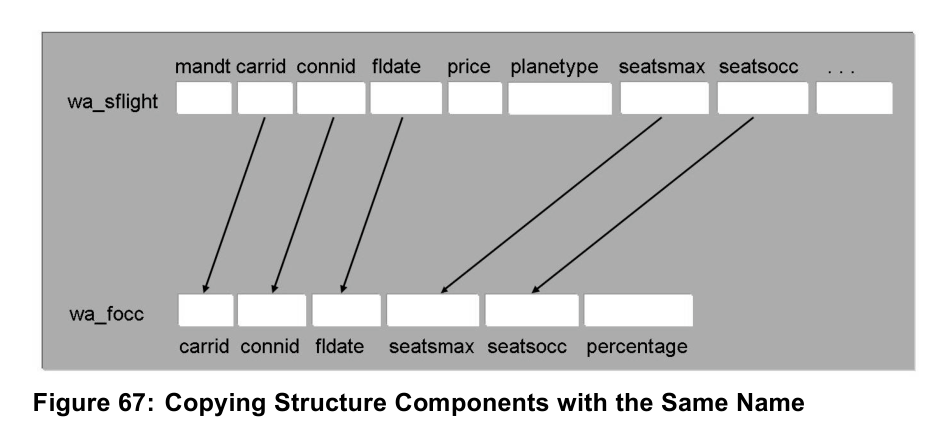 mandt carrid connid fldate price planetype seatsmax seatsocc . . .
wa_sflight
wa_focc
carrid connid fldate seatsmax seatsocc percentage
Figure 67: Copying Structure Components with the Same Name